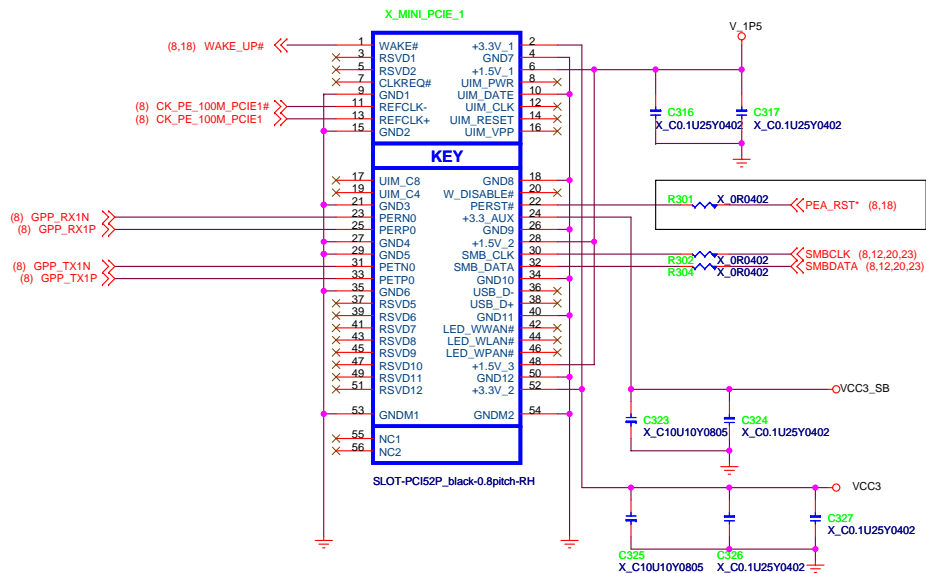 X_MINI_PCIE_1
V_1P5
(8,18) WAKE_UP# 1 WAKE# +3.3V_1 2
3 RSVD1 GND7 4
5 RSVD2 +1.5V_1 6
7 CLKREQ# UIM_PWR 8
9 GND1 UIM_DATE 10
(8) CK_PE_100M_PCIE1# 11 REFCLK- UIM_CLK 12
(8) CK_PE_100M_PCIE1 13 REFCLK+ UIM_RESET 14
15 GND2 UIM_VPP 16
C316 C317
X_C0.1U25Y0402 X_C0.1U25Y0402
KEY
17 UIM_C8 GND8 18
19 UIM_C4 W_DISABLE# 20
21 GND3 PERST# 22 R301 X_0R0402 PEA_RST* (8,18)
(8) GPP_RX1N 23 PERN0 +3.3_AUX 24
(8) GPP_RX1P 25 PERP0 GND9 26
27 GND4 +1.5V_2 28
29 GND5 SMB_CLK 30 R302 X_0R0402 SMBCLK (8,12,20,23)
(8) GPP_TX1N 31 PETN0 SMB_DATA 32 R304 X_0R0402 SMBDATA (8,12,20,23)
(8) GPP_TX1P 33 PETP0 GND10 34
35 GND6 USB_D- 36
37 RSVD5 USB_D+ 38
39 RSVD6 GND11 40
41 RSVD7 LED_WWAN# 42
43 RSVD8 LED_WLAN# 44
45 RSVD9 LED_WPAN# 46
47 RSVD10 +1.5V_3 48
49 RSVD11 GND12 50
51 RSVD12 +3.3V_2 52
VCC3_SB
53 GNDM1 GNDM2 54
C323 C324
X_C10U10Y0805 X_C0.1U25Y0402
55 NC1
56 NC2
SLOT-PCI52P_black-0.8pitch-RH
VCC3
C327
X_C0.1U25Y0402
C325 C326
X_C10U10Y0805 X_C0.1U25Y0402